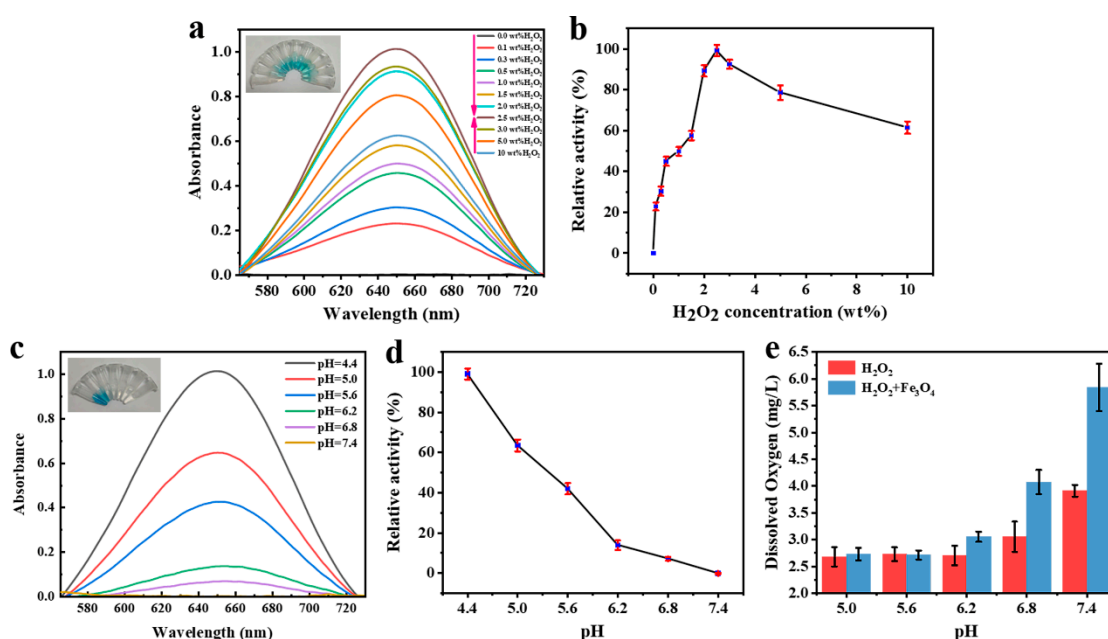 a
Absorbance
1.0
0.8
0.6
0.4
0.2
0.0
580 600 620 640 660 680 700 720
Wavelength (nm)
0.0 wt%H₂O₂
0.1 wt%H₂O₂
0.3 wt%H₂O₂
0.5 wt%H₂O₂
1.0 wt%H₂O₂
1.5 wt%H₂O₂
2.0 wt%H₂O₂
2.5 wt%H₂O₂
3.0 wt%H₂O₂
5.0 wt%H₂O₂
10 wt%H₂O₂
b
Relative activity (%)
100
80
60
40
20
0
0 2 4 6 8 10
H₂O₂ concentration (wt%)
c
Absorbance
1.0
0.8
0.6
0.4
0.2
0.0
580 600 620 640 660 680 700 720
Wavelength (nm)
pH=4.4
pH=5.0
pH=5.6
pH=6.2
pH=6.8
pH=7.4
d
Relative activity (%)
100
80
60
40
20
0
4.4 5.0 5.6 6.2 6.8 7.4
pH
e
Dissolved Oxygen (mg/L)
6.5
6.0
5.5
5.0
4.5
4.0
3.5
3.0
2.5
2.0
5.0 5.6 6.2 6.8 7.4
pH
H₂O₂
H₂O₂+Fe₃O₄